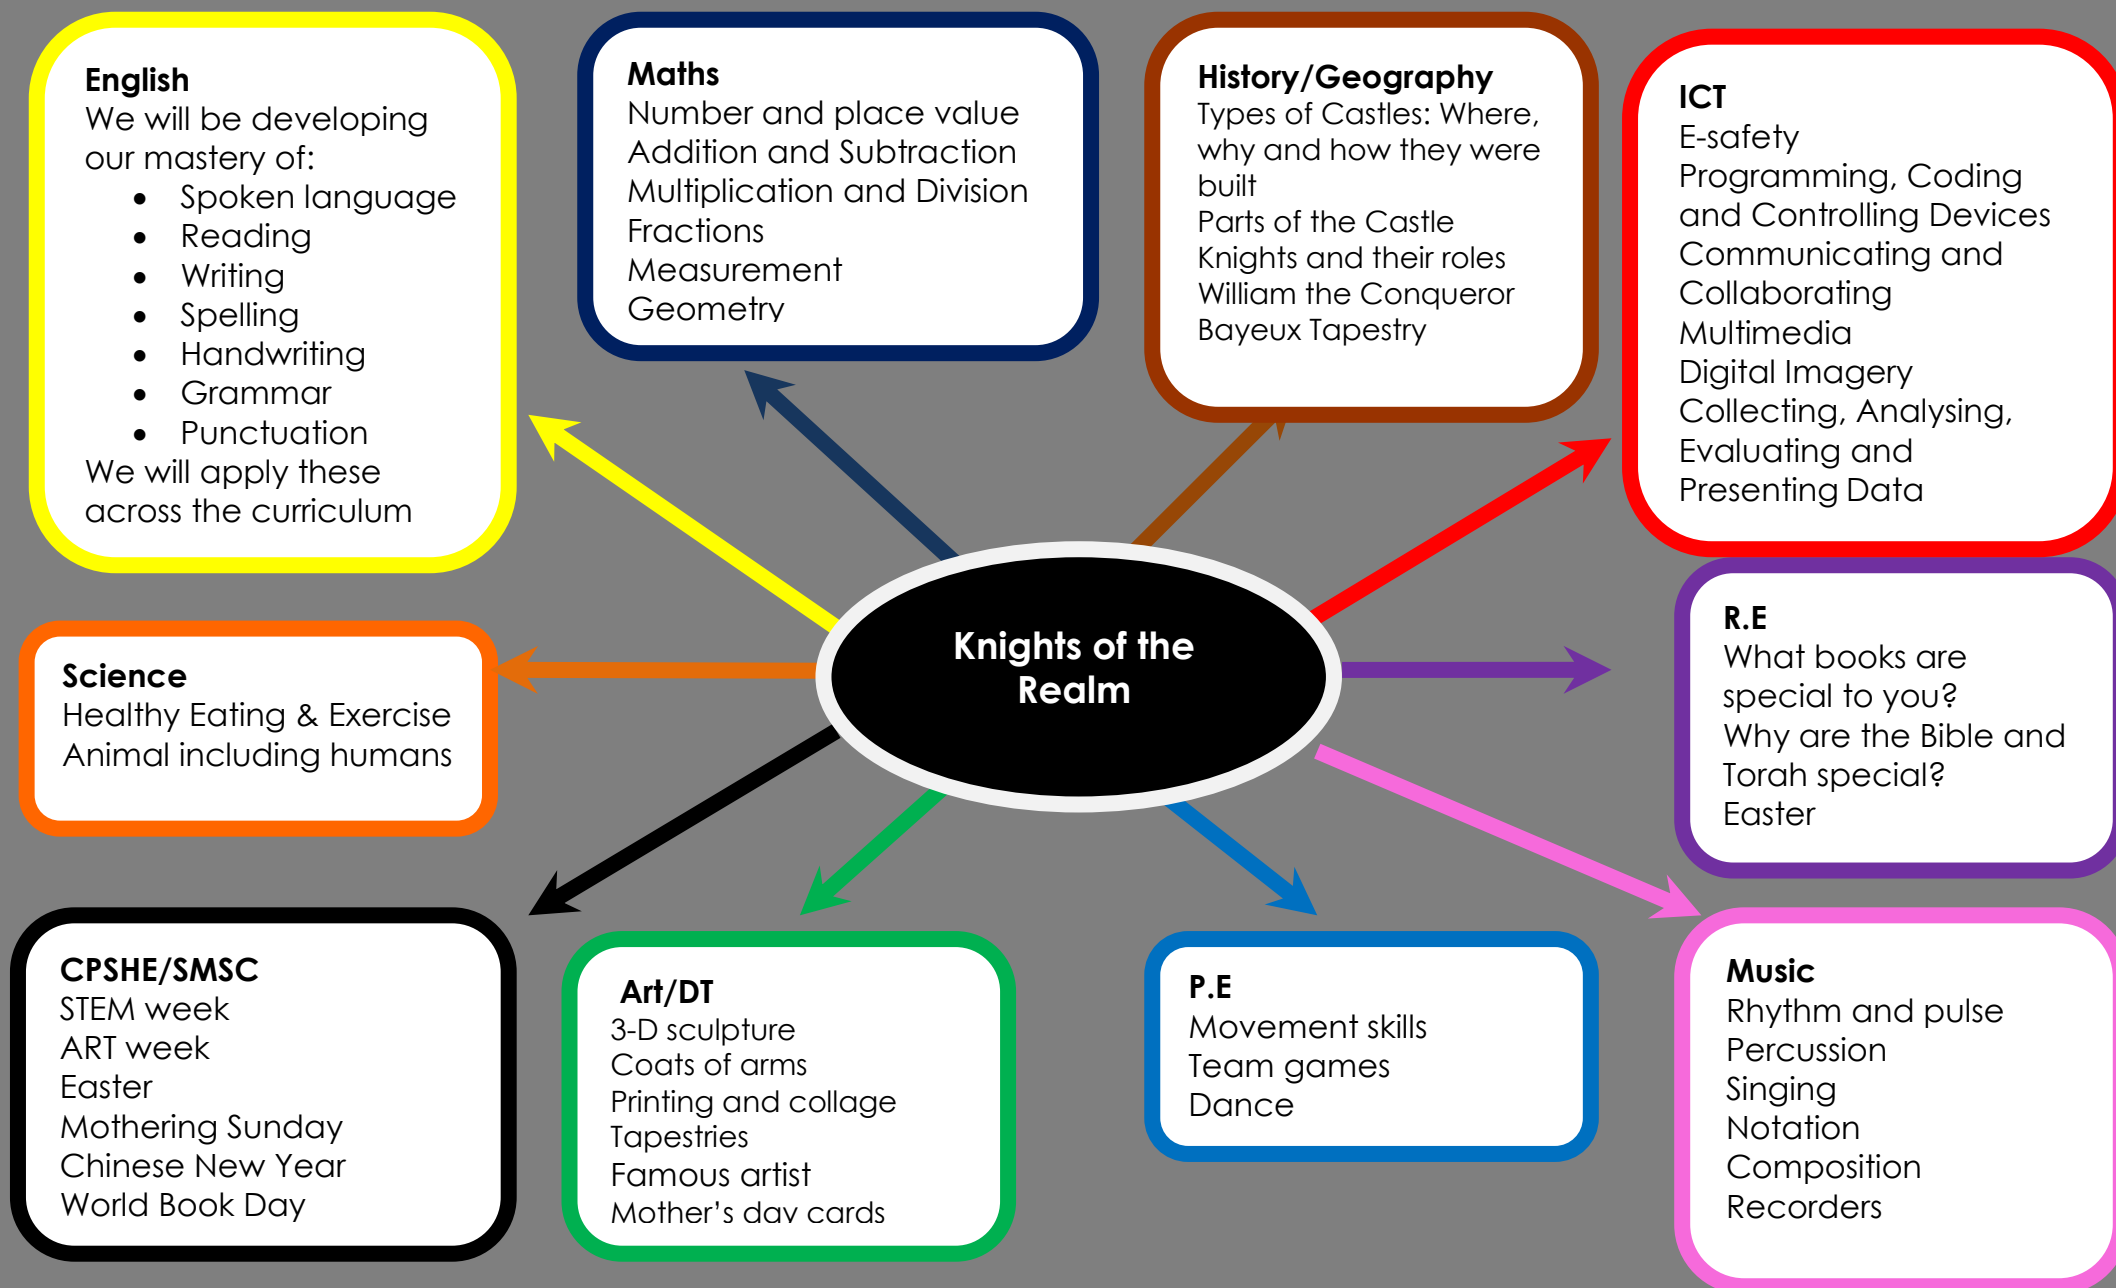 English
We will be developing
our mastery of:
• Spoken language
• Reading
• Writing
• Spelling
• Handwriting
• Grammar
• Punctuation
We will apply these
across the curriculum
Maths
Number and place value
Addition and Subtraction
Multiplication and Division
Fractions
Measurement
Geometry
History/Geography
Types of Castles: Where,
why and how they were
built
Parts of the Castle
Knights and their roles
William the Conqueror
Bayeux Tapestry
ICT
E-safety
Programming, Coding
and Controlling Devices
Communicating and
Collaborating
Multimedia
Digital Imagery
Collecting, Analysing,
Evaluating and
Presenting Data
Knights of the
Realm
Science
Healthy Eating & Exercise
Animal including humans
R.E
What books are
special to you?
Why are the Bible and
Torah special?
Easter
CPSHE/SMSC
STEM week
ART week
Easter
Mothering Sunday
Chinese New Year
World Book Day
Art/DT
3-D sculpture
Coats of arms
Printing and collage
Tapestries
Famous artist
Mother's day cards
P.E
Movement skills
Team games
Dance
Music
Rhythm and pulse
Percussion
Singing
Notation
Composition
Recorders